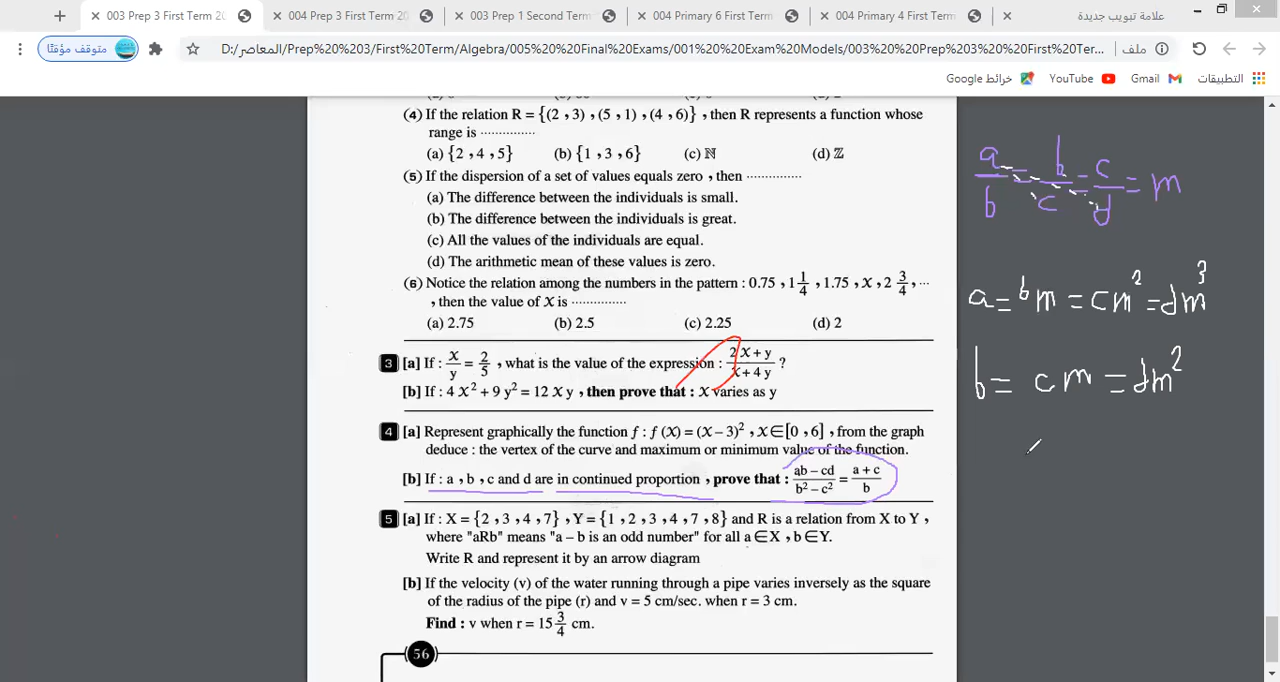 003 Prep 3 First Term 20
004 Prep 3 First Term 20
003 Prep 1 Second Term
004 Primary 6 First Term
004 Primary 4 First Term
علامة تبويب جديدة
متوقف مؤقتًا
D:/المعاصر/Prep%203/First%20Term/Algebra/005%20%20Final%20Exams/001%20%20Exam%20Models/003%20%20Prep%203%20%20First%20Ter...
ملف
خرائط Google
YouTube
Gmail
التطبيقات
(4) If the relation R = {(2 , 3) , (5 , 1) , (4 , 6)} , then R represents a function whose
range is ..............
(a) {2 , 4 , 5} (b) {1 , 3 , 6} (c) ℕ (d) ℤ
(5) If the dispersion of a set of values equals zero , then ..............
(a) The difference between the individuals is small.
(b) The difference between the individuals is great.
(c) All the values of the individuals are equal.
(d) The arithmetic mean of these values is zero.
(6) Notice the relation among the numbers in the pattern : 0.75 , 1 1/4 , 1.75 , X , 2 3/4 , ...
, then the value of X is ..............
(a) 2.75 (b) 2.5 (c) 2.25 (d) 2
3 [a] If : x/y = 2/5 , what is the value of the expression : (2X + y)/(x + 4 y) ?
[b] If : 4 X² + 9 y² = 12 X y , then prove that : X varies as y
4 [a] Represent graphically the function f : f (X) = (X – 3)² , X ∈ [0 , 6] , from the graph
deduce : the vertex of the curve and maximum or minimum value of the function.
[b] If : a , b , c and d are in continued proportion , prove that : (ab – cd)/(b² – c²) = (a + c)/b
5 [a] If : X = {2 , 3 , 4 , 7} , Y = {1 , 2 , 3 , 4 , 7 , 8} and R is a relation from X to Y ,
where "aRb" means "a – b is an odd number" for all a ∈ X , b ∈ Y.
Write R and represent it by an arrow diagram
[b] If the velocity (v) of the water running through a pipe varies inversely as the square
of the radius of the pipe (r) and v = 5 cm/sec. when r = 3 cm.
Find : v when r = 15 3/4 cm.
56
a/b = b/c = c/d = m
a = bm = cm² = dm³
b = cm = dm²